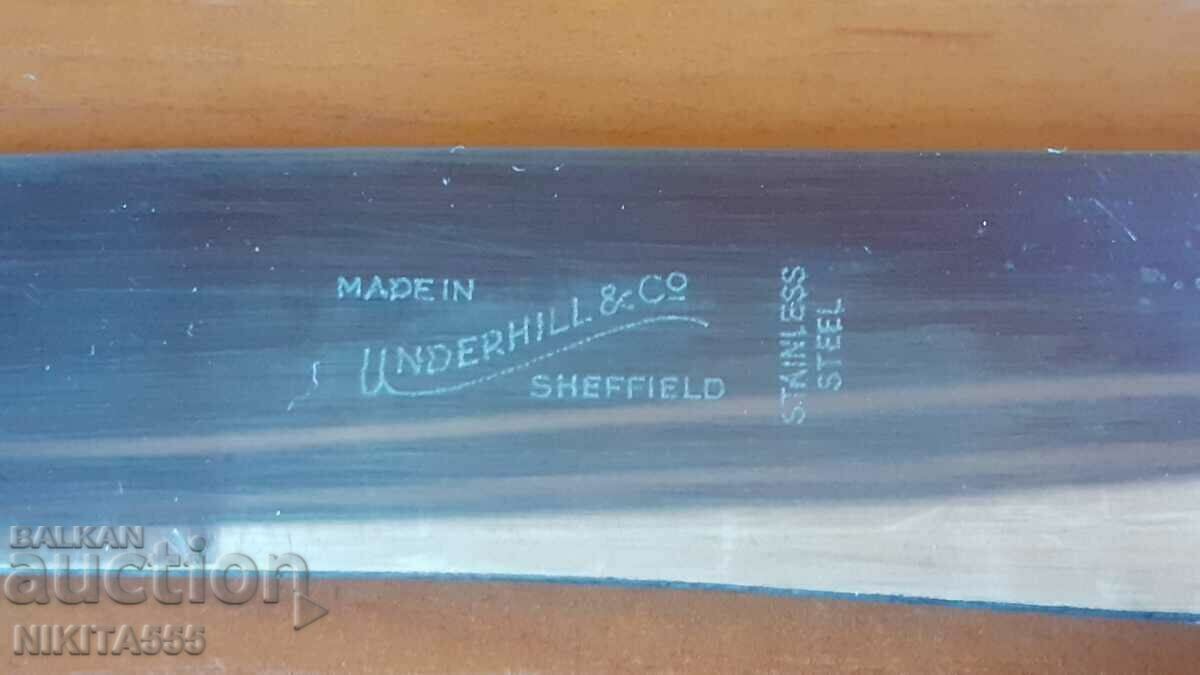 MADE IN
UNDERHILL & Cº
SHEFFIELD
STAINLESS
STEEL
BALKAN
auction
NIKITA555